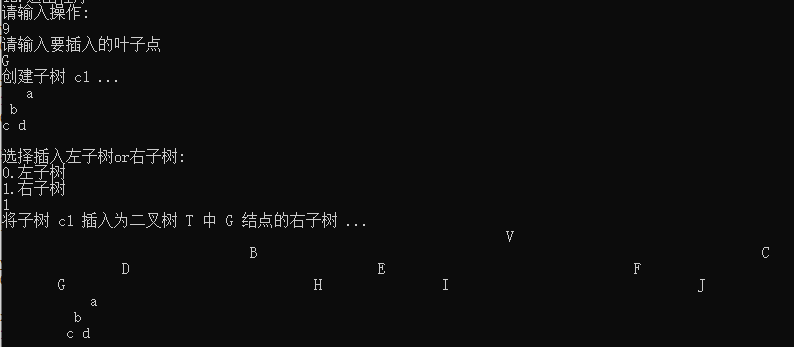 请输入操作:
9
请输入要插入的叶子点
G
创建子树 c1 ...
a
b
c d
选择插入左子树or右子树:
0.左子树
1.右子树
1
将子树 c1 插入为二叉树 T 中 G 结点的右子树 ...
V
B C
D E F
G H I J
a
b
c d